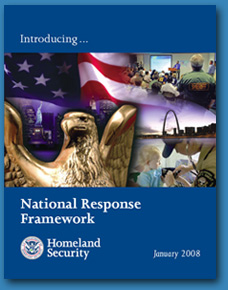 Introducing ...
National Response
Framework
Homeland
Security
January 2008